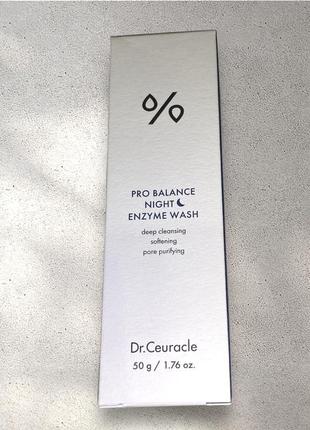 %
PRO BALANCE
NIGHT
ENZYME WASH
deep cleansing
softening
pore purifying
Dr.Ceuracle
50 g / 1.76 oz.